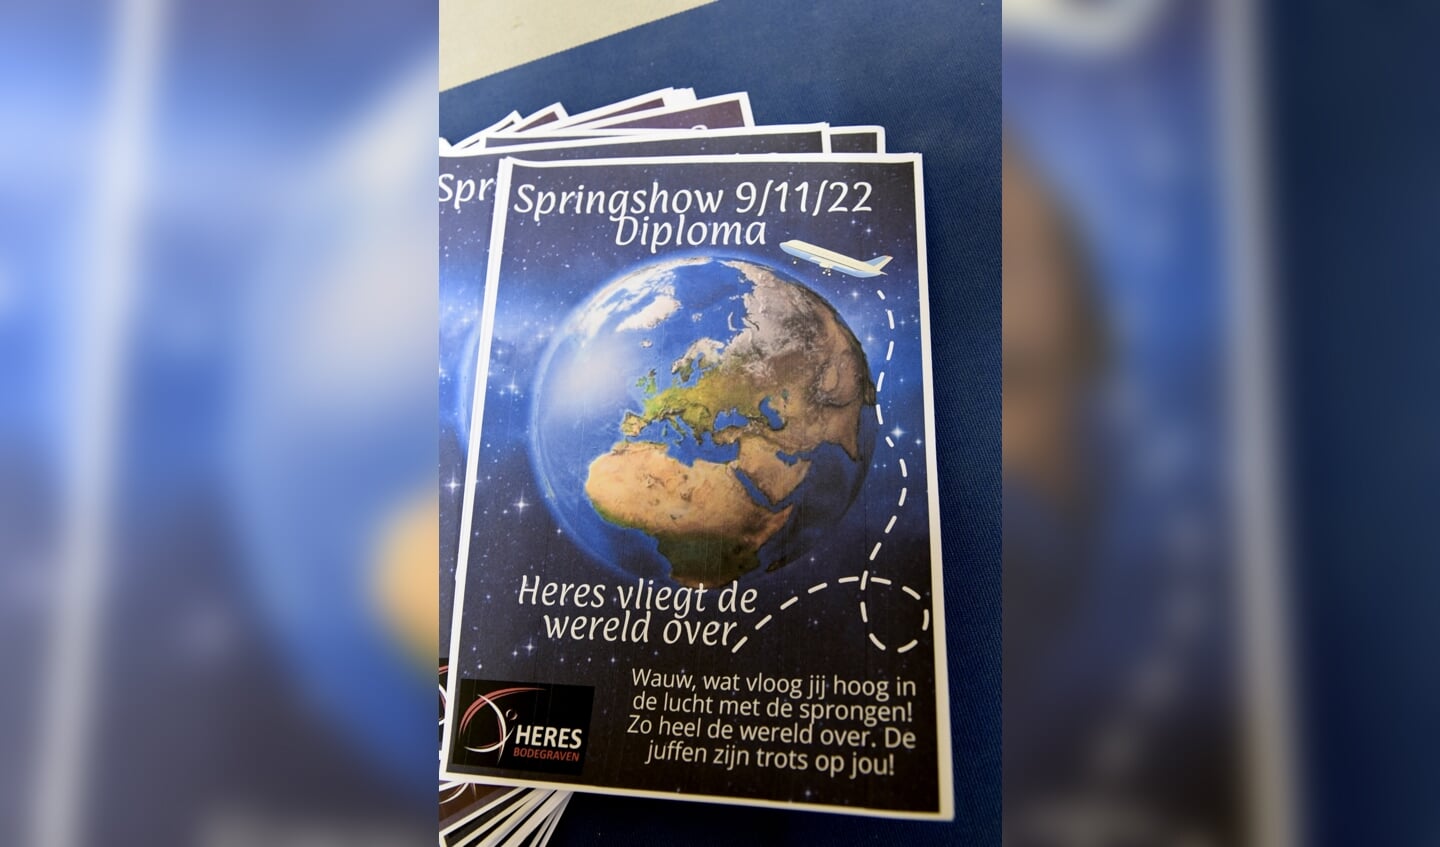 Spr
Springshow 9/11/22
Diploma
Heres vliegt de
wereld over
Wauw, wat vloog jij hoog in
de lucht met de sprongen!
Zo heel de wereld over. De
juffen zijn trots op jou!
HERES
BODEGRAVEN